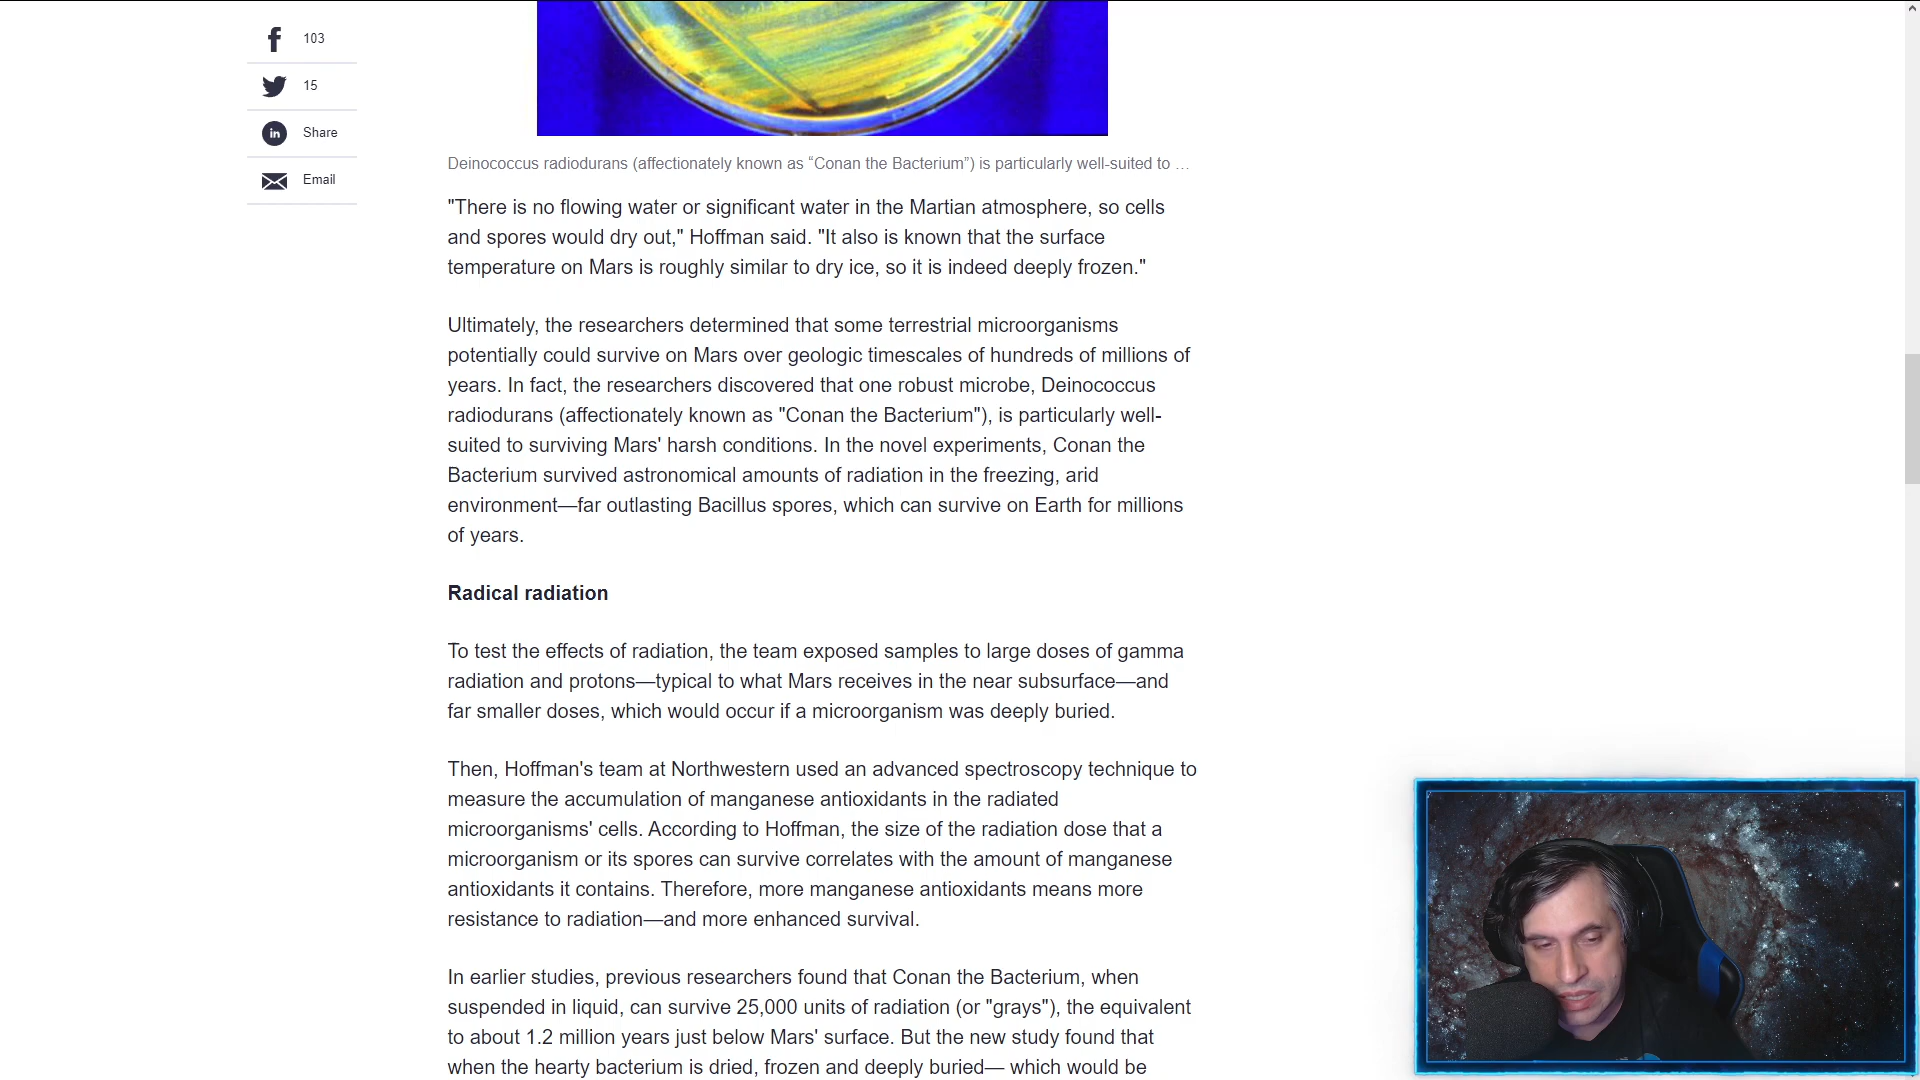 103
15
in Share
Email
Deinococcus radiodurans (affectionately known as “Conan the Bacterium”) is particularly well-suited to …
"There is no flowing water or significant water in the Martian atmosphere, so cells
and spores would dry out," Hoffman said. "It also is known that the surface
temperature on Mars is roughly similar to dry ice, so it is indeed deeply frozen."
Ultimately, the researchers determined that some terrestrial microorganisms
potentially could survive on Mars over geologic timescales of hundreds of millions of
years. In fact, the researchers discovered that one robust microbe, Deinococcus
radiodurans (affectionately known as "Conan the Bacterium"), is particularly well-
suited to surviving Mars' harsh conditions. In the novel experiments, Conan the
Bacterium survived astronomical amounts of radiation in the freezing, arid
environment—far outlasting Bacillus spores, which can survive on Earth for millions
of years.
Radical radiation
To test the effects of radiation, the team exposed samples to large doses of gamma
radiation and protons—typical to what Mars receives in the near subsurface—and
far smaller doses, which would occur if a microorganism was deeply buried.
Then, Hoffman's team at Northwestern used an advanced spectroscopy technique to
measure the accumulation of manganese antioxidants in the radiated
microorganisms' cells. According to Hoffman, the size of the radiation dose that a
microorganism or its spores can survive correlates with the amount of manganese
antioxidants it contains. Therefore, more manganese antioxidants means more
resistance to radiation—and more enhanced survival.
In earlier studies, previous researchers found that Conan the Bacterium, when
suspended in liquid, can survive 25,000 units of radiation (or "grays"), the equivalent
to about 1.2 million years just below Mars' surface. But the new study found that
when the hearty bacterium is dried, frozen and deeply buried— which would be